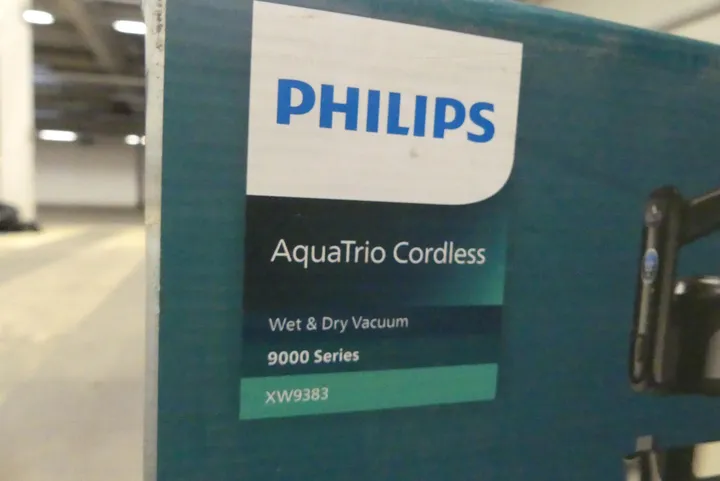 PHILIPS
AquaTrio Cordless
Wet & Dry Vacuum
9000 Series
XW9383